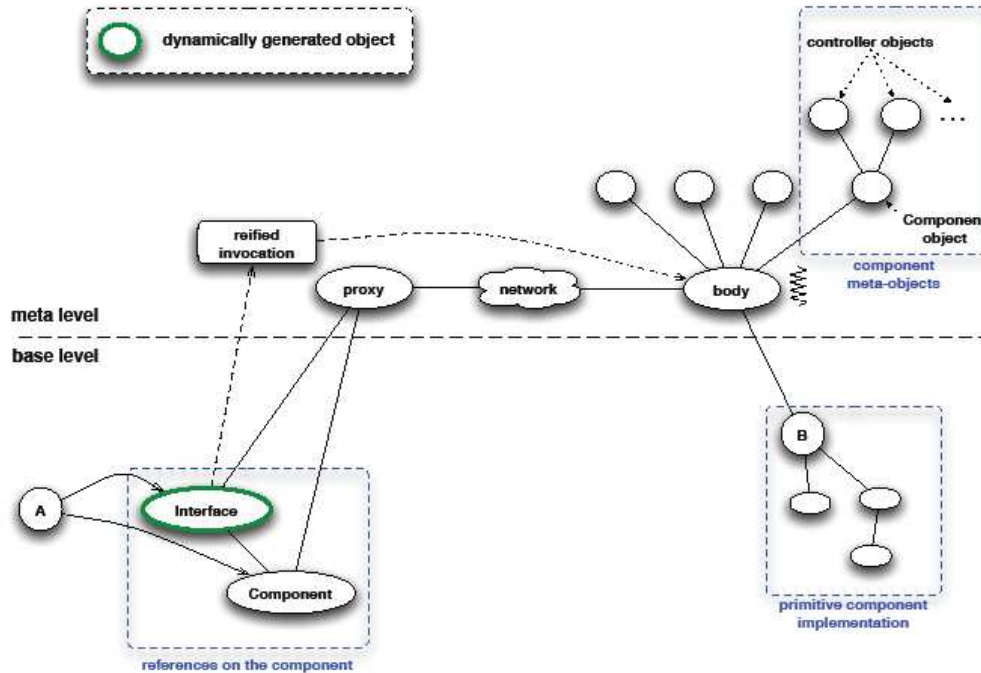 dynamically generated object
controller objects
...
Component
object
component
meta-objects
reified
invocation
proxy
network
body
meta level
base level
B
A
Interface
Component
primitive component
implementation
references on the component